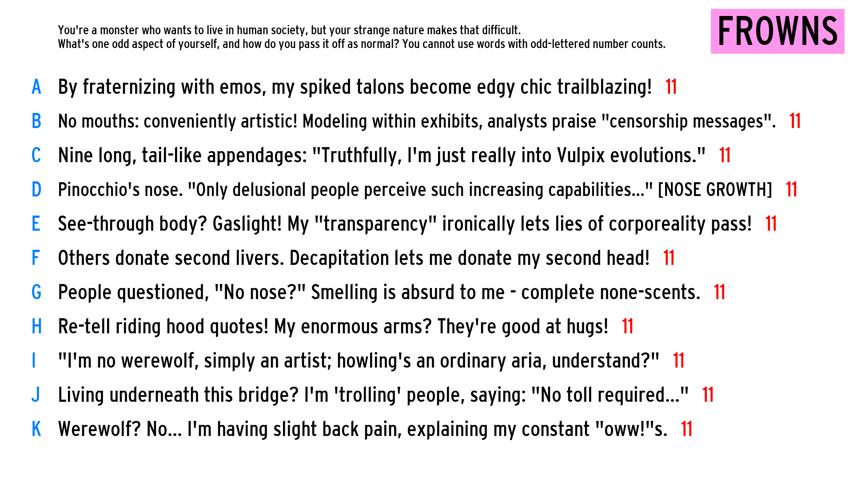 You're a monster who wants to live in human society, but your strange nature makes that difficult.
What's one odd aspect of yourself, and how do you pass it off as normal? You cannot use words with odd-lettered number counts.
FROWNS
A By fraternizing with emos, my spiked talons become edgy chic trailblazing! 11
B No mouths: conveniently artistic! Modeling within exhibits, analysts praise "censorship messages". 11
C Nine long, tail-like appendages: "Truthfully, I'm just really into Vulpix evolutions." 11
D Pinocchio's nose. "Only delusional people perceive such increasing capabilities..." [NOSE GROWTH] 11
E See-through body? Gaslight! My "transparency" ironically lets lies of corporeality pass! 11
F Others donate second livers. Decapitation lets me donate my second head! 11
G People questioned, "No nose?" Smelling is absurd to me - complete none-scents. 11
H Re-tell riding hood quotes! My enormous arms? They're good at hugs! 11
I "I'm no werewolf, simply an artist; howling's an ordinary aria, understand?" 11
J Living underneath this bridge? I'm 'trolling' people, saying: "No toll required..." 11
K Werewolf? No... I'm having slight back pain, explaining my constant "oww!"s. 11